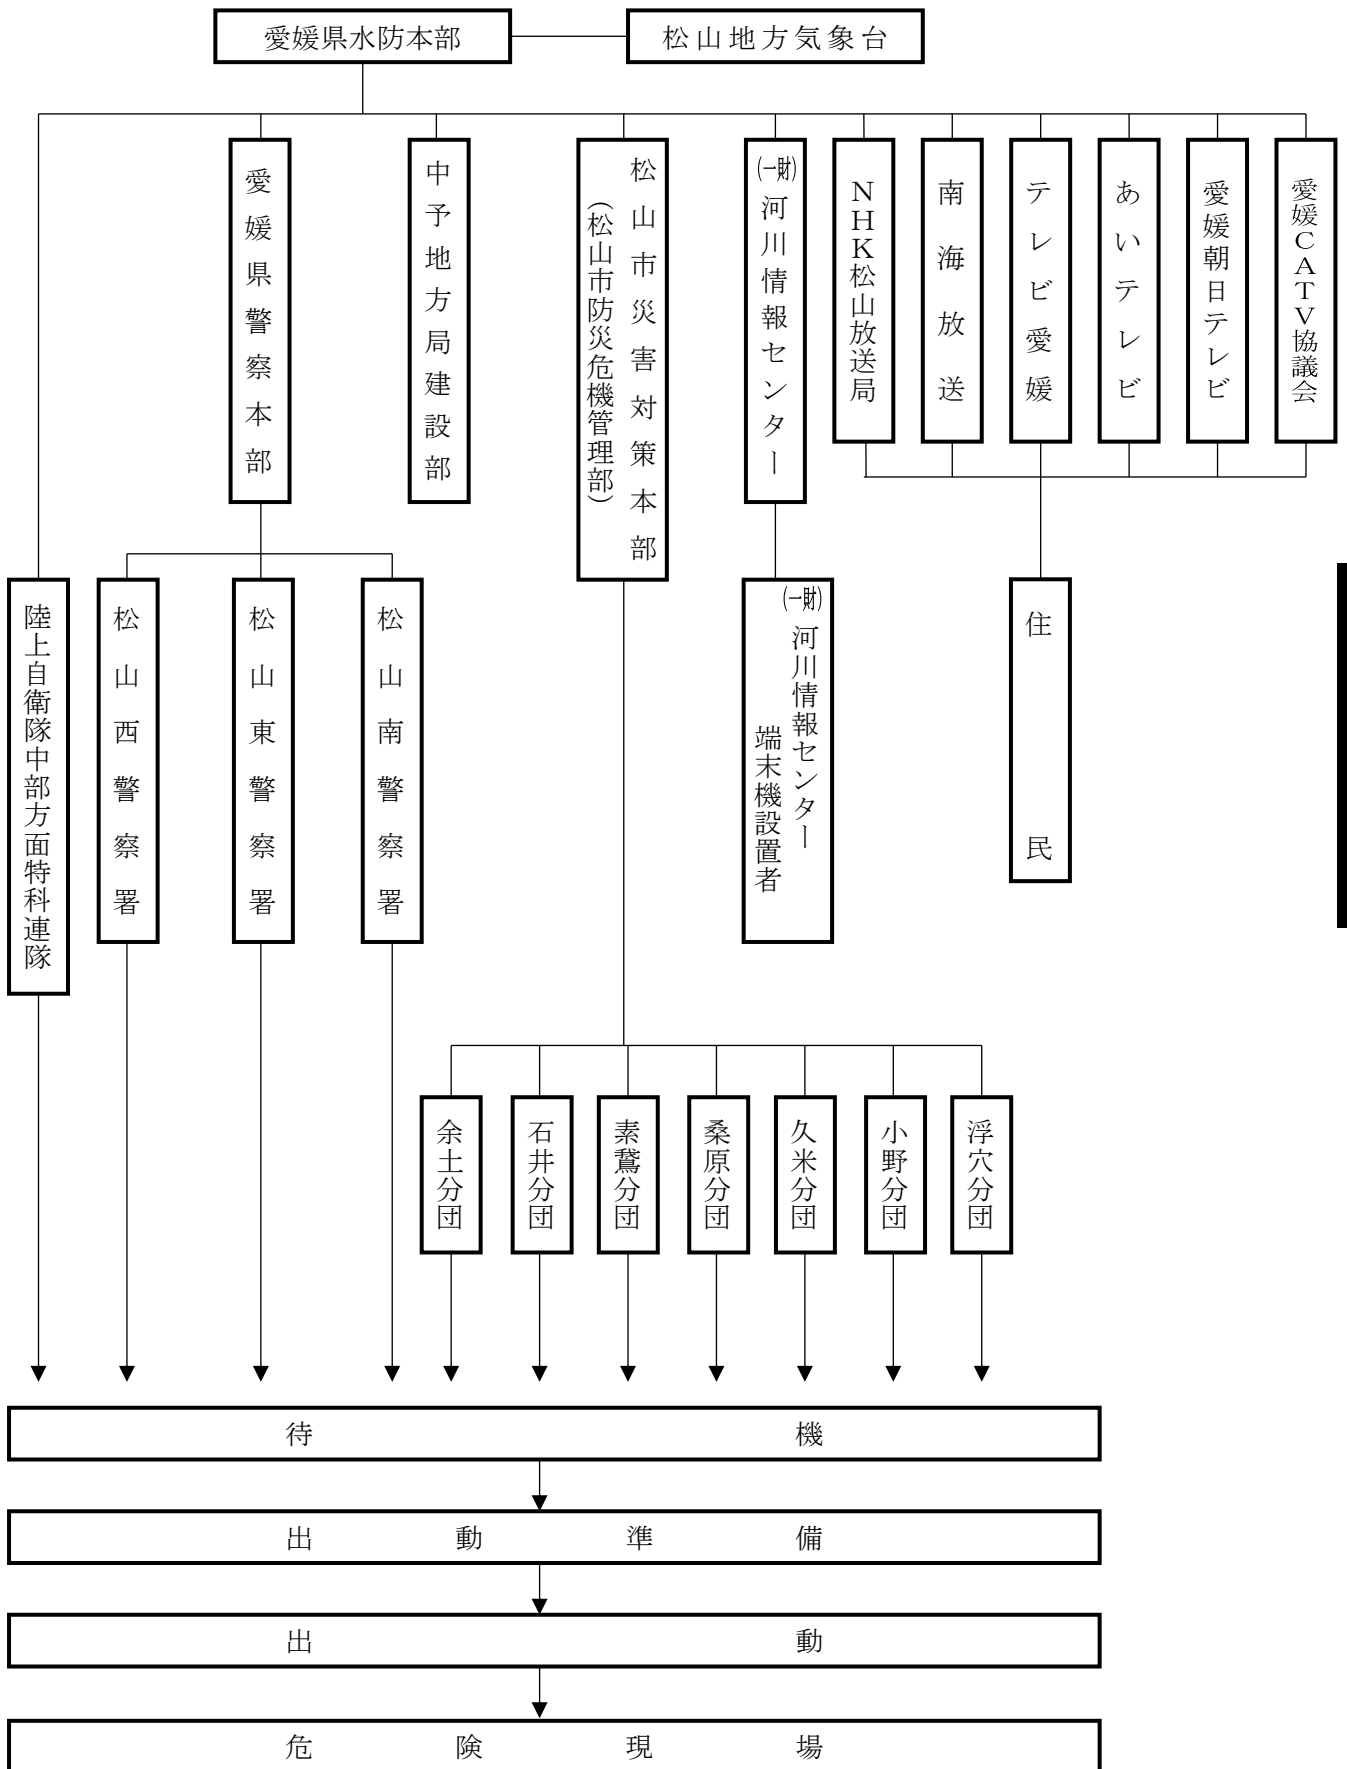 愛媛県水防本部
松山地方気象台
愛媛県警察本部
中予地方局建設部
松山市災害対策本部
（松山市防災危機管理部）
(一財)河川情報センター
NHK松山放送局
南海放送
テレビ愛媛
あいテレビ
愛媛朝日テレビ
愛媛CATV協議会
陸上自衛隊中部方面特科連隊
松山西警察署
松山東警察署
松山南警察署
(一財)河川情報センター
端末機設置者
住民
余土分団
石井分団
素鵞分団
桑原分団
久米分団
小野分団
浮穴分団
待機
出動準備
出動
危険現場